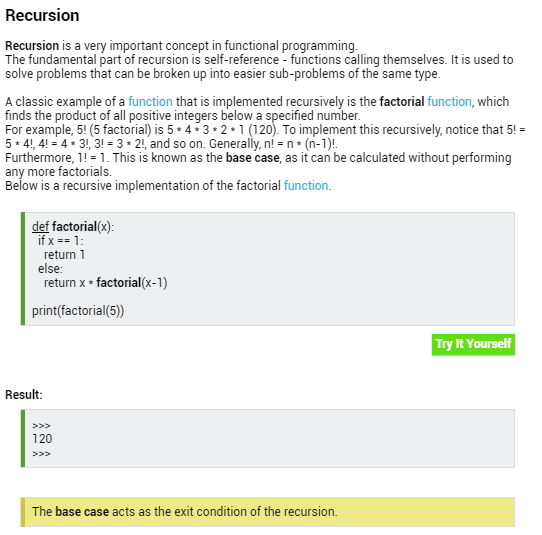 Recursion
Recursion is a very important concept in functional programming.
The fundamental part of recursion is self-reference - functions calling themselves. It is used to
solve problems that can be broken up into easier sub-problems of the same type.
A classic example of a function that is implemented recursively is the factorial function, which
finds the product of all positive integers below a specified number.
For example, 5! (5 factorial) is 5 * 4 * 3 * 2 * 1 (120). To implement this recursively, notice that 5! =
5 * 4!, 4! = 4 * 3!, 3! = 3 * 2!, and so on. Generally, n! = n * (n-1)!.
Furthermore, 1! = 1. This is known as the base case, as it can be calculated without performing
any more factorials.
Below is a recursive implementation of the factorial function.
def factorial(x):
  if x == 1:
    return 1
  else:
    return x * factorial(x-1)
print(factorial(5))
Try It Yourself
Result:
>>>
120
>>>
The base case acts as the exit condition of the recursion.